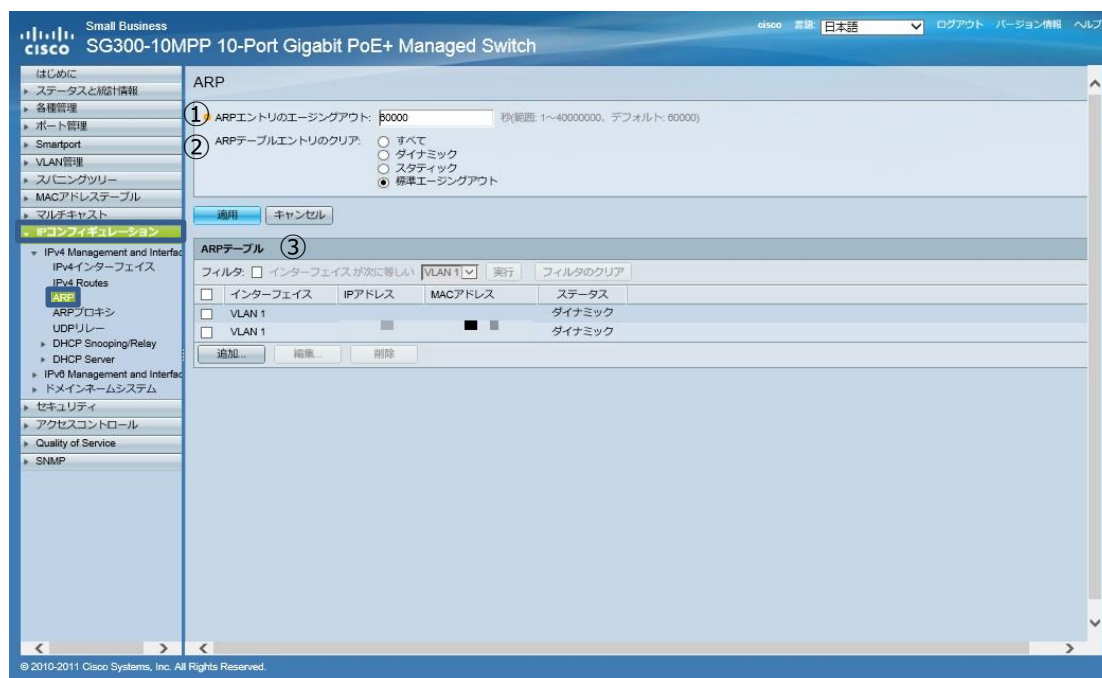 Small Business
CISCO SG300-10MPP 10-Port Gigabit PoE+ Managed Switch
cisco 言語: 日本語 ログアウト バージョン情報 ヘルプ
はじめに
ステータスと統計情報
各種管理
ポート管理
Smartport
VLAN管理
スパニングツリー
MACアドレステーブル
マルチキャスト
IPコンフィギュレーション
IPv4 Management and Interfac
IPv4インターフェイス
IPv4 Routes
ARP
ARPプロキシ
UDPリレー
DHCP Snooping/Relay
DHCP Server
IPv6 Management and Interfac
ドメインネームシステム
セキュリティ
アクセスコントロール
Quality of Service
SNMP
ARP
① ARPエントリのエージングアウト: 60000 秒(範囲: 1~40000000、デフォルト: 60000)
② ARPテーブルエントリのクリア: すべて
ダイナミック
スタティック
標準エージングアウト
適用 キャンセル
ARPテーブル ③
フィルタ: インターフェイスが次に等しい VLAN 1 実行 フィルタのクリア
インターフェイス IPアドレス MACアドレス ステータス
VLAN 1 ダイナミック
VLAN 1 ダイナミック
追加... 編集... 削除
© 2010-2011 Cisco Systems, Inc. All Rights Reserved.